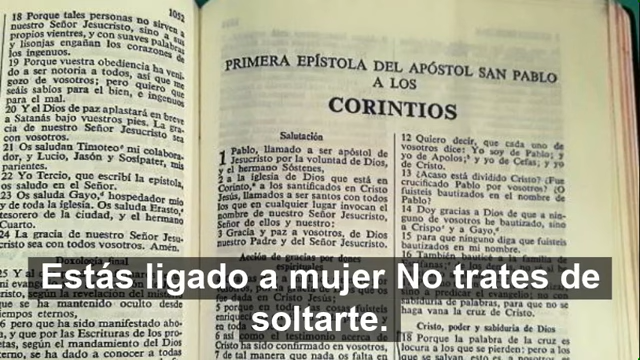 1052
18 Porque tales personas no sirven a
nuestro Señor Jesucristo, sino a sus
propios vientres, y con suaves palabras
y lisonjas engañan los corazones de
los ingenuos.
19 Porque vuestra obediencia ha veni-
do a ser notoria a todos, así que me
gozo de vosotros; pero quiero que
seáis sabios para el bien, e ingenuos
para el mal.
20 Y el Dios de paz aplastará en breve
a Satanás bajo vuestros pies. La gra-
cia de nuestro Señor Jesucristo sea
con vosotros.
21 Os saludan Timoteo mi colabora-
dor, y Lucio, Jasón y Sosípater, mis
parientes.
22 Yo Tercio, que escribí la epístola,
os saludo en el Señor.
23 Os saluda Gayo, hospedador mío
y de toda la iglesia. Os saluda Erasto,
tesorero de la ciudad, y el hermano
Cuarto.
24 La gracia de nuestro Señor Jesu-
cristo sea con todos vosotros. Amén.
Doxología final
PRIMERA EPÍSTOLA DEL APÓSTOL SAN PABLO
A LOS
CORINTIOS
Salutación
1 Pablo, llamado a ser apóstol de
Jesucristo por la voluntad de Dios,
y el hermano Sóstenes,
2 a la iglesia de Dios que está en
Corinto, a los santificados en Cristo
Jesús, llamados a ser santos con todos
los que en cualquier lugar invocan el
nombre de nuestro Señor Jesucristo,
Señor de ellos y nuestro:
3 Gracia y paz a vosotros, de Dios
nuestro Padre y del Señor Jesucristo.
Acción de gracias por dones
espirituales
12 Quiero decir, que cada uno de
vosotros dice: Yo soy de Pablo; y
yo de Apolos; y yo de Cefas; y yo
de Cristo.
13 ¿Acaso está dividido Cristo? ¿Fue
crucificado Pablo por vosotros? ¿O
fuisteis bautizados en el nombre de
Pablo?
14 Doy gracias a Dios de que a nin-
guno de vosotros he bautizado, sino
a Crispo y a Gayo,
15 para que ninguno diga que fuisteis
bautizados en mi nombre.
Estás ligado a mujer No trates de
soltarte.
vaga la cruz de Cristo.
Cristo, poder y sabiduría de Dios